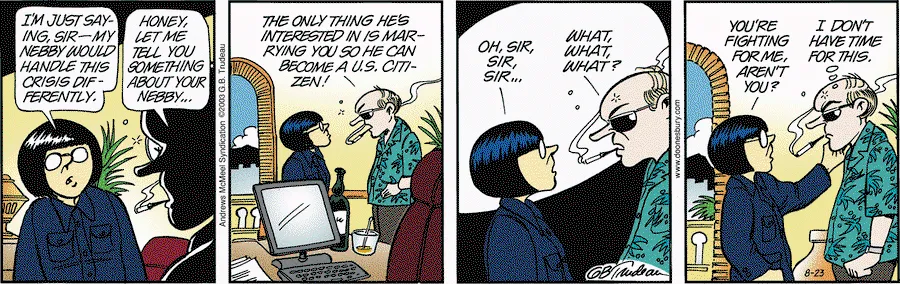 I'M JUST SAY-
ING, SIR—MY
NEBBY WOULD
HANDLE THIS
CRISIS DIF-
FERENTLY.
HONEY,
LET ME
TELL YOU
SOMETHING
ABOUT YOUR
NEBBY...
Andrews McMeel Syndication ©2003 G.B. Trudeau
THE ONLY THING HE'S
INTERESTED IN IS MAR-
RYING YOU SO HE CAN
BECOME A U.S. CITI-
ZEN!
OH, SIR,
SIR,
SIR...
WHAT,
WHAT,
WHAT?
GB Trudeau
www.doonesbury.com
YOU'RE
FIGHTING
FOR ME,
AREN'T
YOU?
I DON'T
HAVE TIME
FOR THIS.
8-23